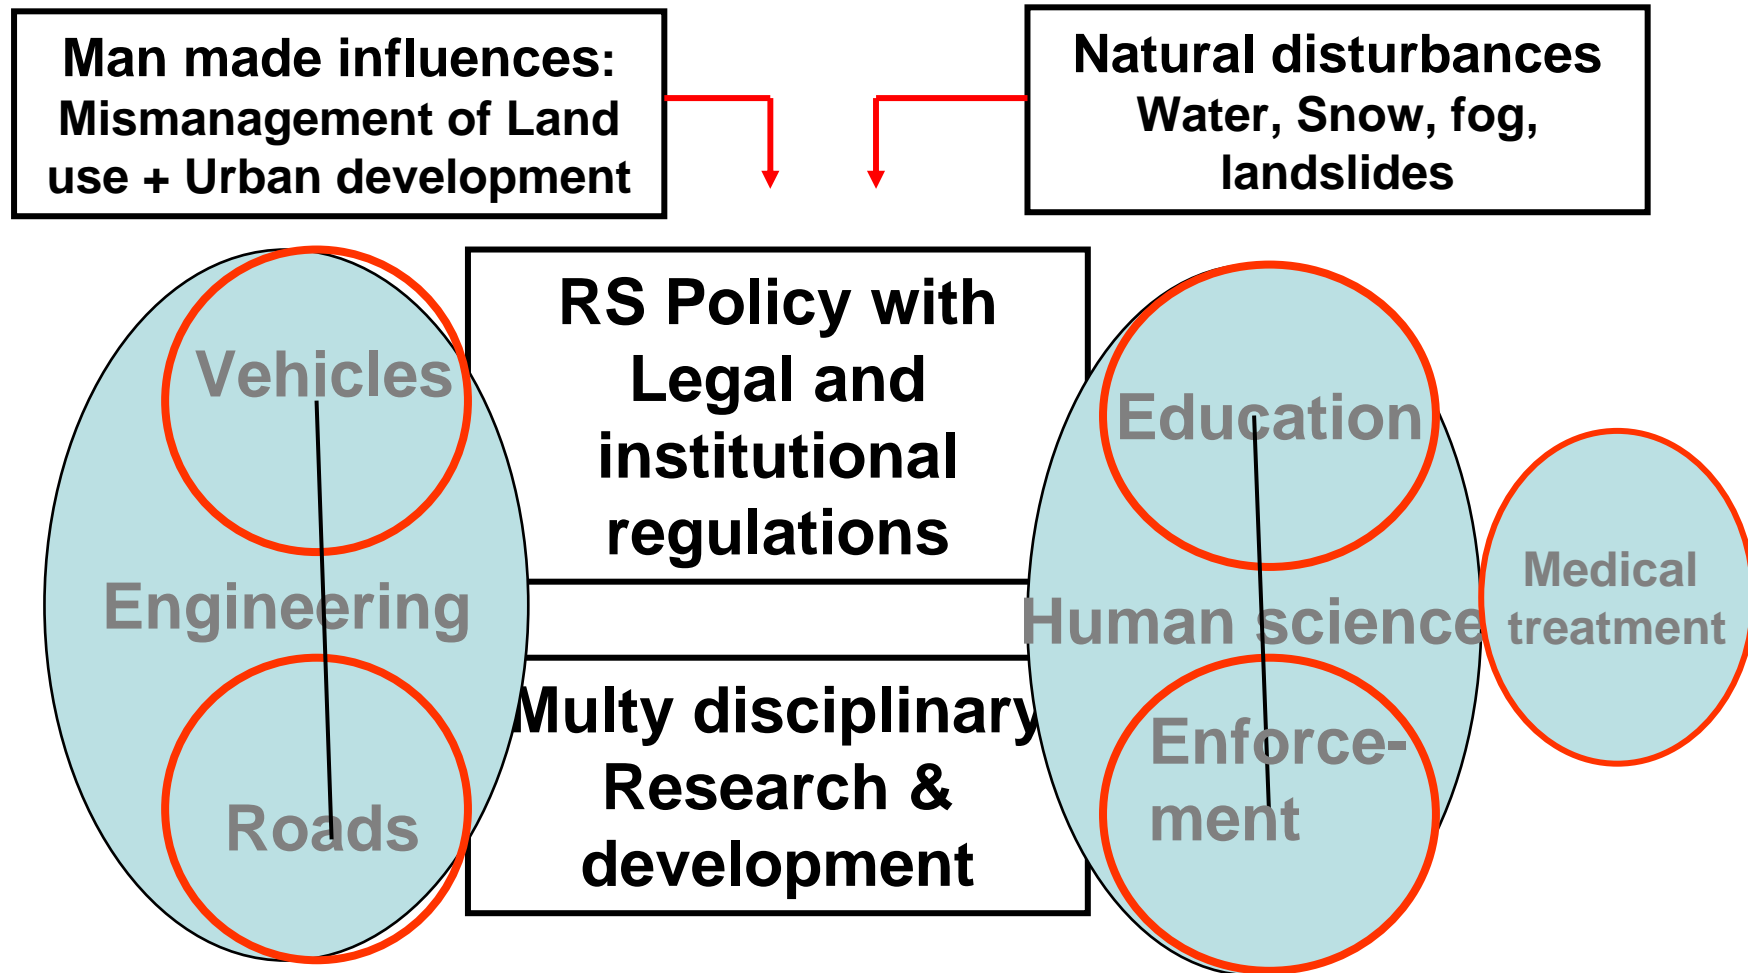 Man made influences:
Mismanagement of Land
use + Urban development
Natural disturbances
Water, Snow, fog,
landslides
RS Policy with
Legal and
institutional
regulations
Vehicles
Engineering
Roads
Multy disciplinary
Research &
development
Education
Human science
Enforce-
ment
Medical
treatment